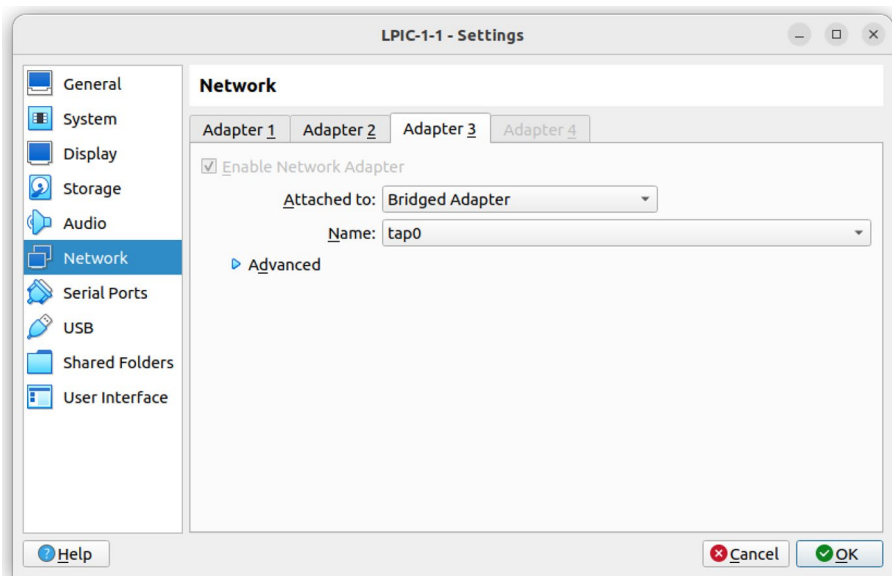 LPIC-1-1 - Settings
General
System
Display
Storage
Audio
Network
Serial Ports
USB
Shared Folders
User Interface
Network
Adapter 1 Adapter 2 Adapter 3 Adapter 4
Enable Network Adapter
Attached to: Bridged Adapter
Name: tap0
Advanced
Help Cancel OK